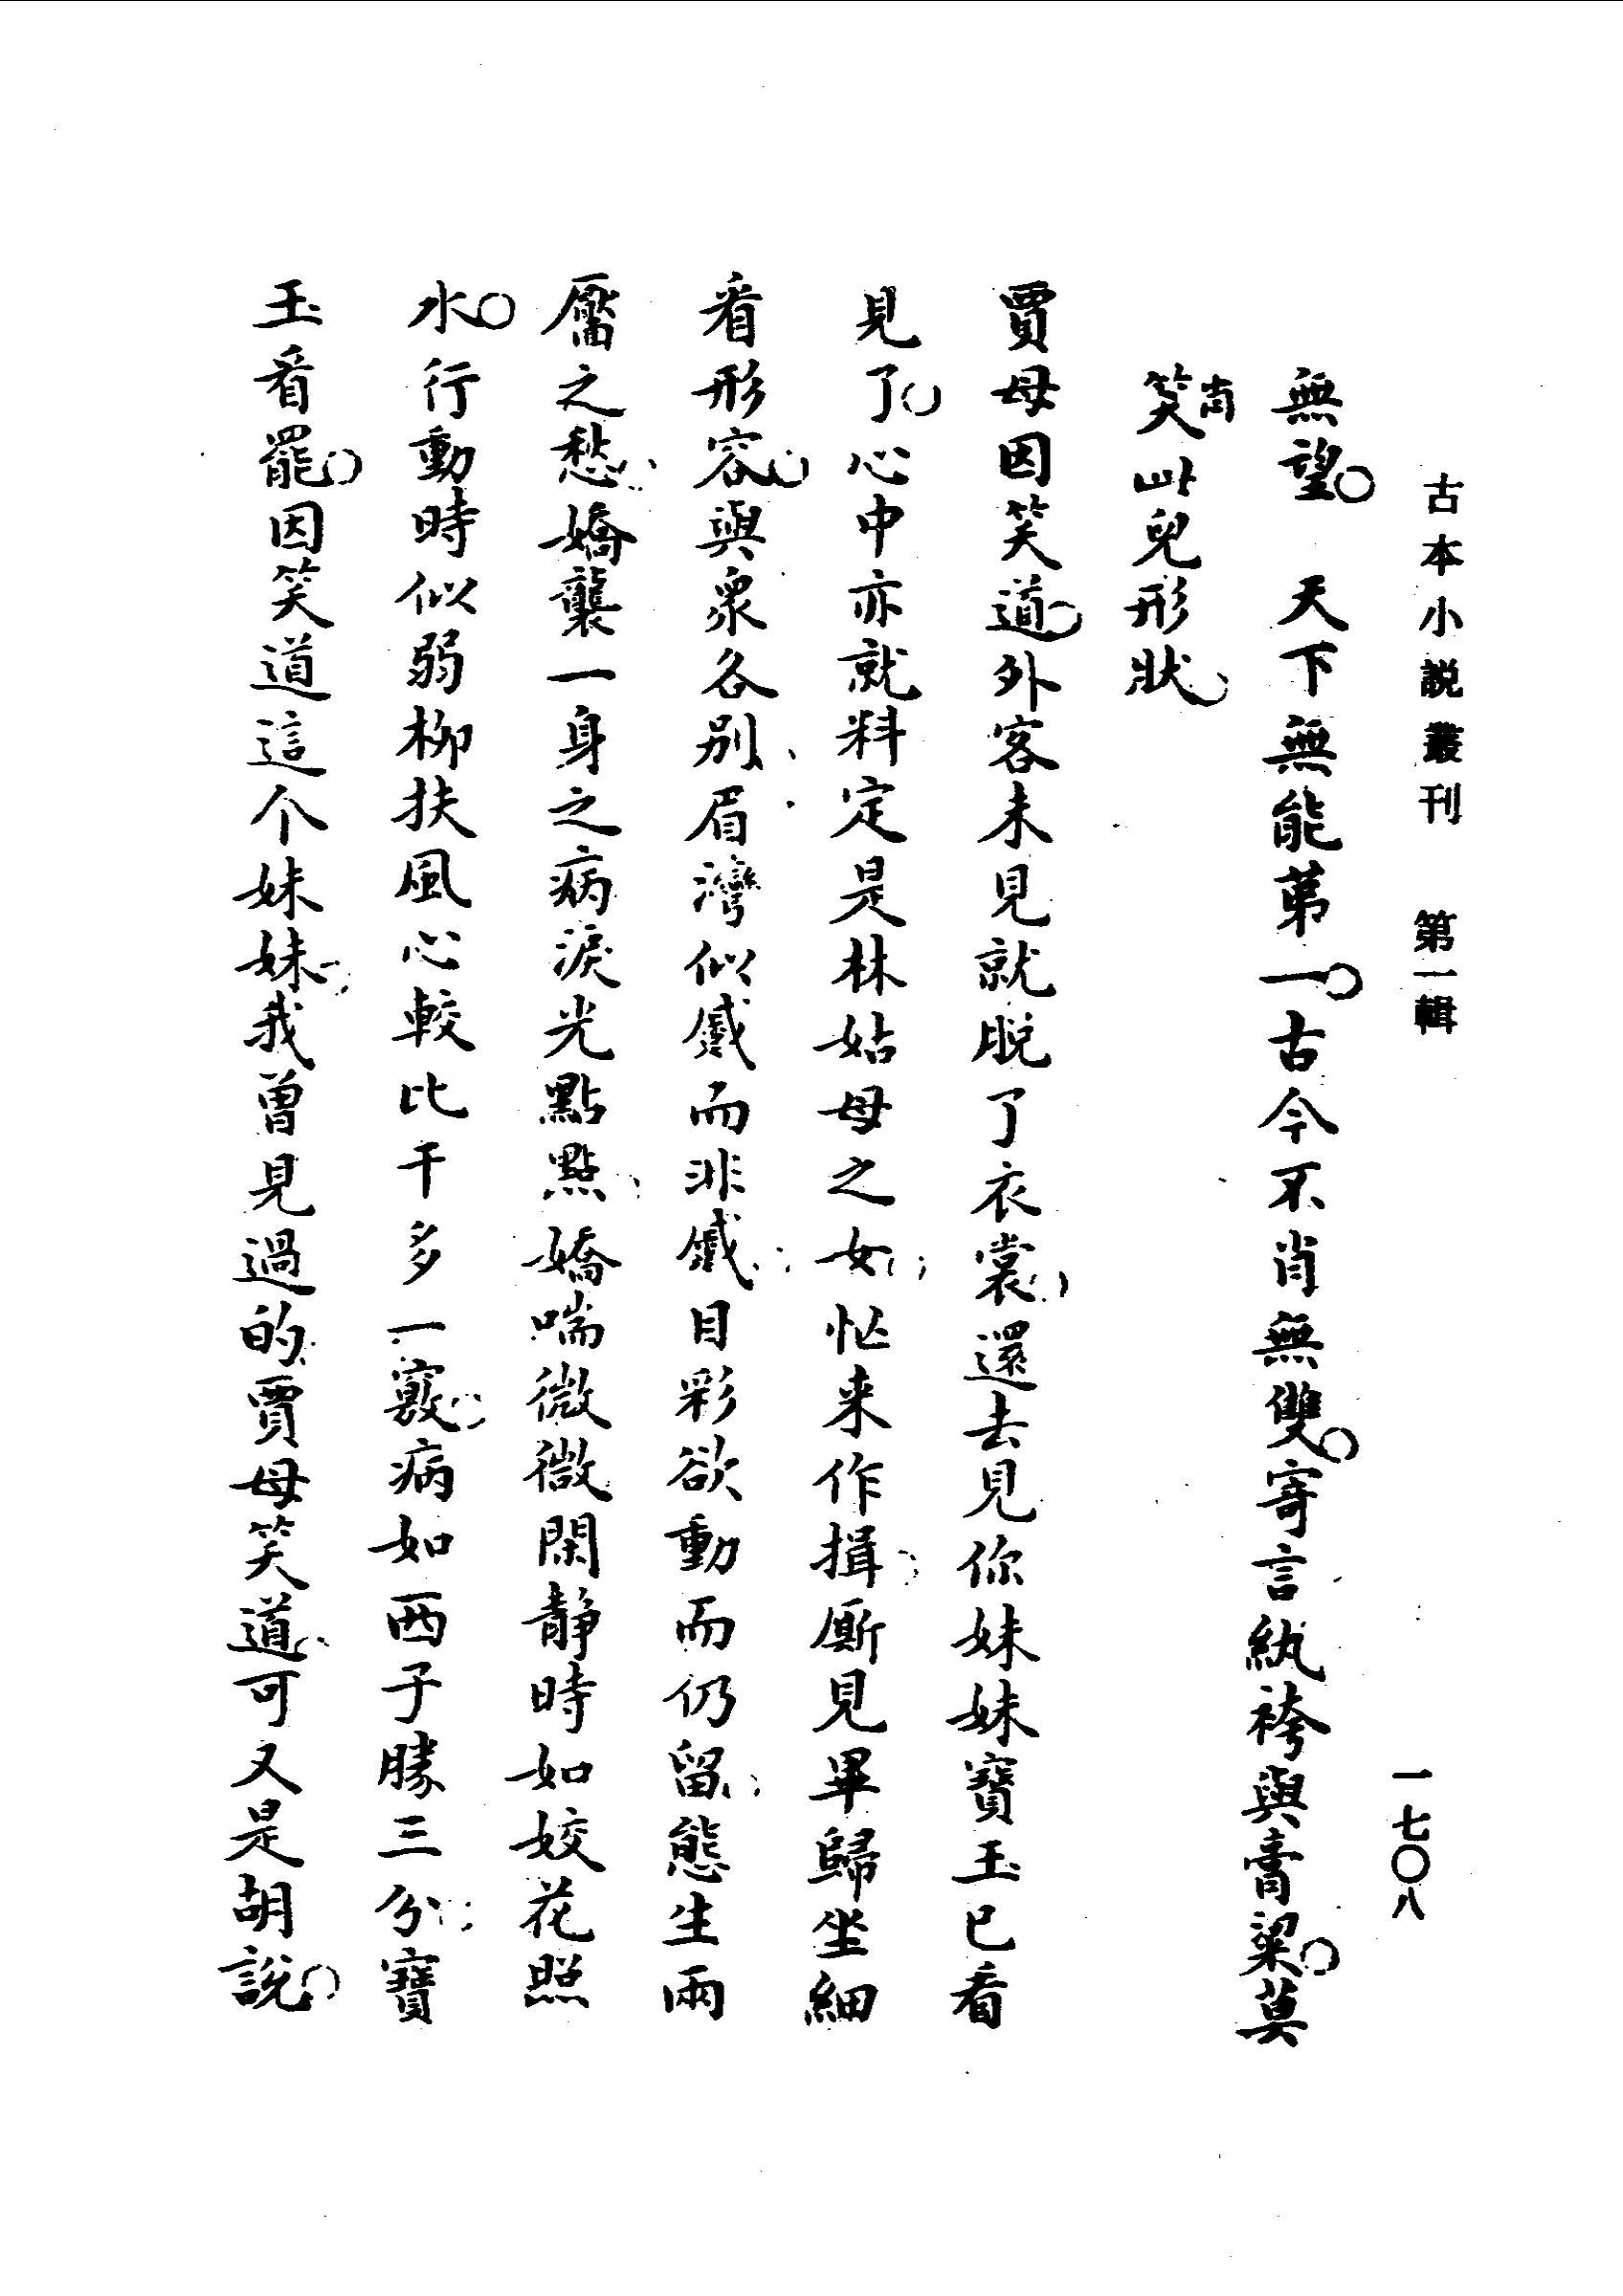 古本小説叢刊　第一輯　一七〇八
無望　天下無能第一古今不肖無雙寄言紈袴與膏粱莫
笑肖此兒形狀
賈母因笑道外客未見就脱了衣裳還去見你妹妹寶玉已看
見了心中亦就料定是林姑母之女忙来作揖厮見畢歸坐細
看形容與衆各別眉灣似戚而非戚目彩欲動而仍留態生兩
靨之愁嬌襲一身之病淚光點點嬌喘微微閑静時如姣花照
水行動時似弱柳扶風心較比干多一竅病如西子勝三分寶
玉看罷因笑道這个妹妹我曾見過的賈母笑道可又是胡說